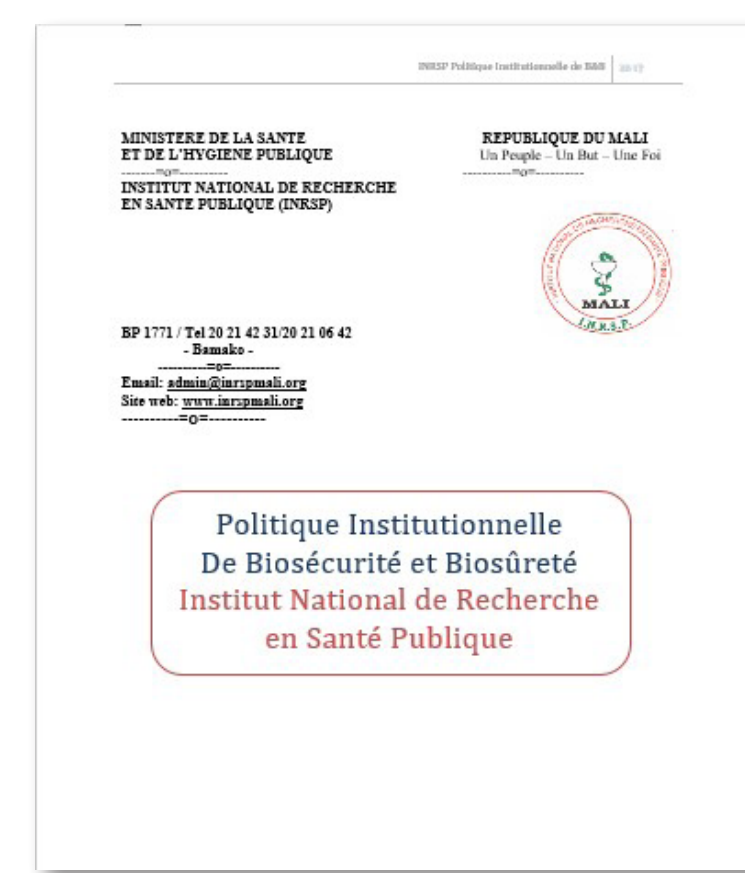 INRSP Politique Institutionnelle de B&B 2017
MINISTERE DE LA SANTE
ET DE L'HYGIENE PUBLIQUE
-------=o=----------
INSTITUT NATIONAL DE RECHERCHE
EN SANTE PUBLIQUE (INRSP)
REPUBLIQUE DU MALI
Un Peuple – Un But – Une Foi
----------=o=----------
MALI
I.N.R.S.P.
BP 1771 / Tel 20 21 42 31/20 21 06 42
- Bamako -
----------=o=----------
Email: admin@inrspmali.org
Site web: www.inrspmali.org
----------=o=----------
Politique Institutionnelle
De Biosécurité et Biosûreté
Institut National de Recherche
en Santé Publique